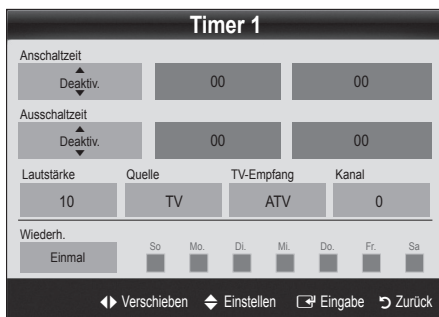 Timer 1
Anschaltzeit
Deaktiv. 00 00
Ausschaltzeit
Deaktiv. 00 00
Lautstärke Quelle TV-Empfang Kanal
10 TV ATV 0
Wiederh.
So Mo. Di. Mi. Do. Fr. Sa
Einmal
Verschieben Einstellen Eingabe Zurück